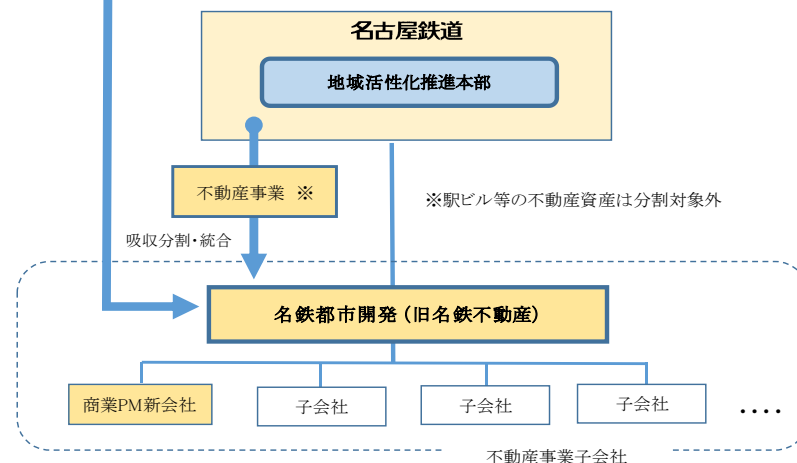 名古屋鉄道
地域活性化推進本部
不動産事業 ※
※駅ビル等の不動産資産は分割対象外
吸収分割・統合
名鉄都市開発（旧名鉄不動産）
商業PM新会社
子会社
子会社
子会社
....
不動産事業子会社